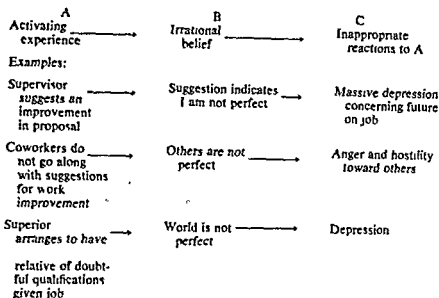 A B C
Activating Irrational Inappropriate
experience belief reactions to A
Examples:
Supervisor Suggestion indicates Massive depression
suggests an I am not perfect concerning future
improvement on job
in proposal
Coworkers do Others are not Anger and hostility
not go along perfect toward others
with suggestions
for work
improvement
Superior World is not Depression
arranges to have perfect
relative of doubt-
ful qualifications
given job